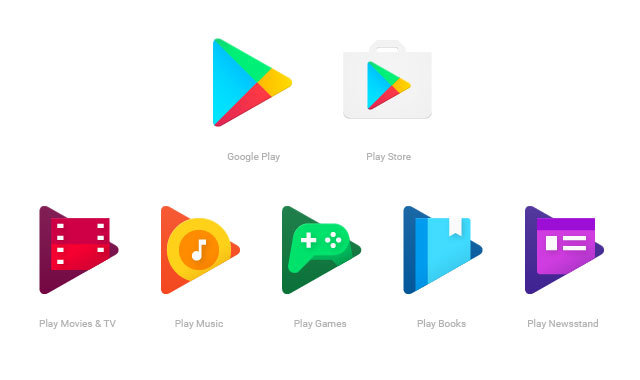 Google Play
Play Store
Play Movies & TV
Play Music
Play Games
Play Books
Play Newsstand